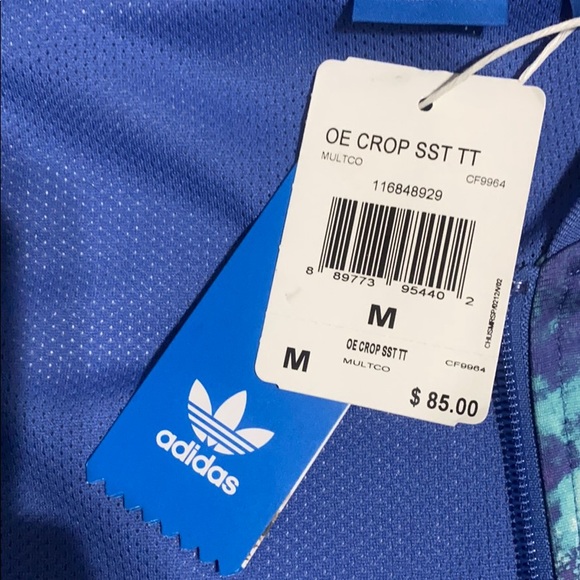 OE CROP SST TT
MULTCO
CF9964
116848929
8 89773 95440 2
M
M
OE CROP SST TT
MULTCO
CF9964
$ 85.00
adidas